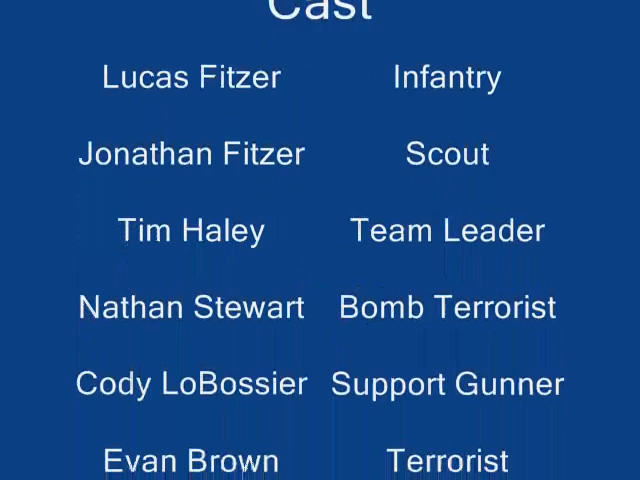 Cast
Lucas Fitzer Infantry
Jonathan Fitzer Scout
Tim Haley Team Leader
Nathan Stewart Bomb Terrorist
Cody LoBossier Support Gunner
Evan Brown Terrorist